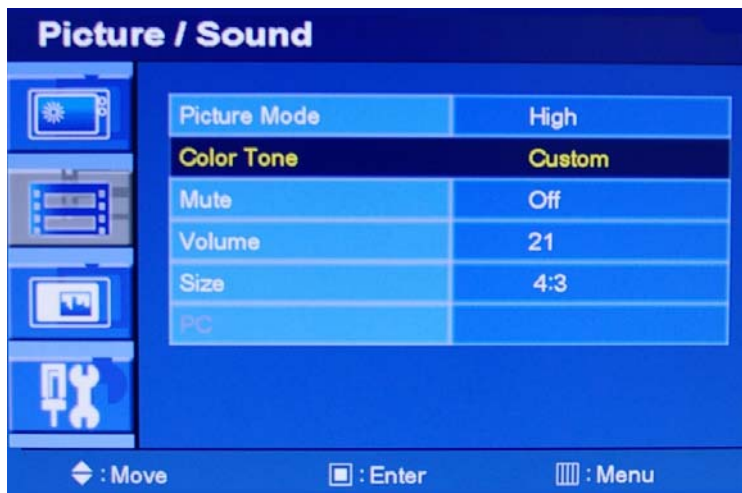 Picture / Sound
Picture Mode High
Color Tone Custom
Mute Off
Volume 21
Size 4:3
PC
: Move : Enter : Menu